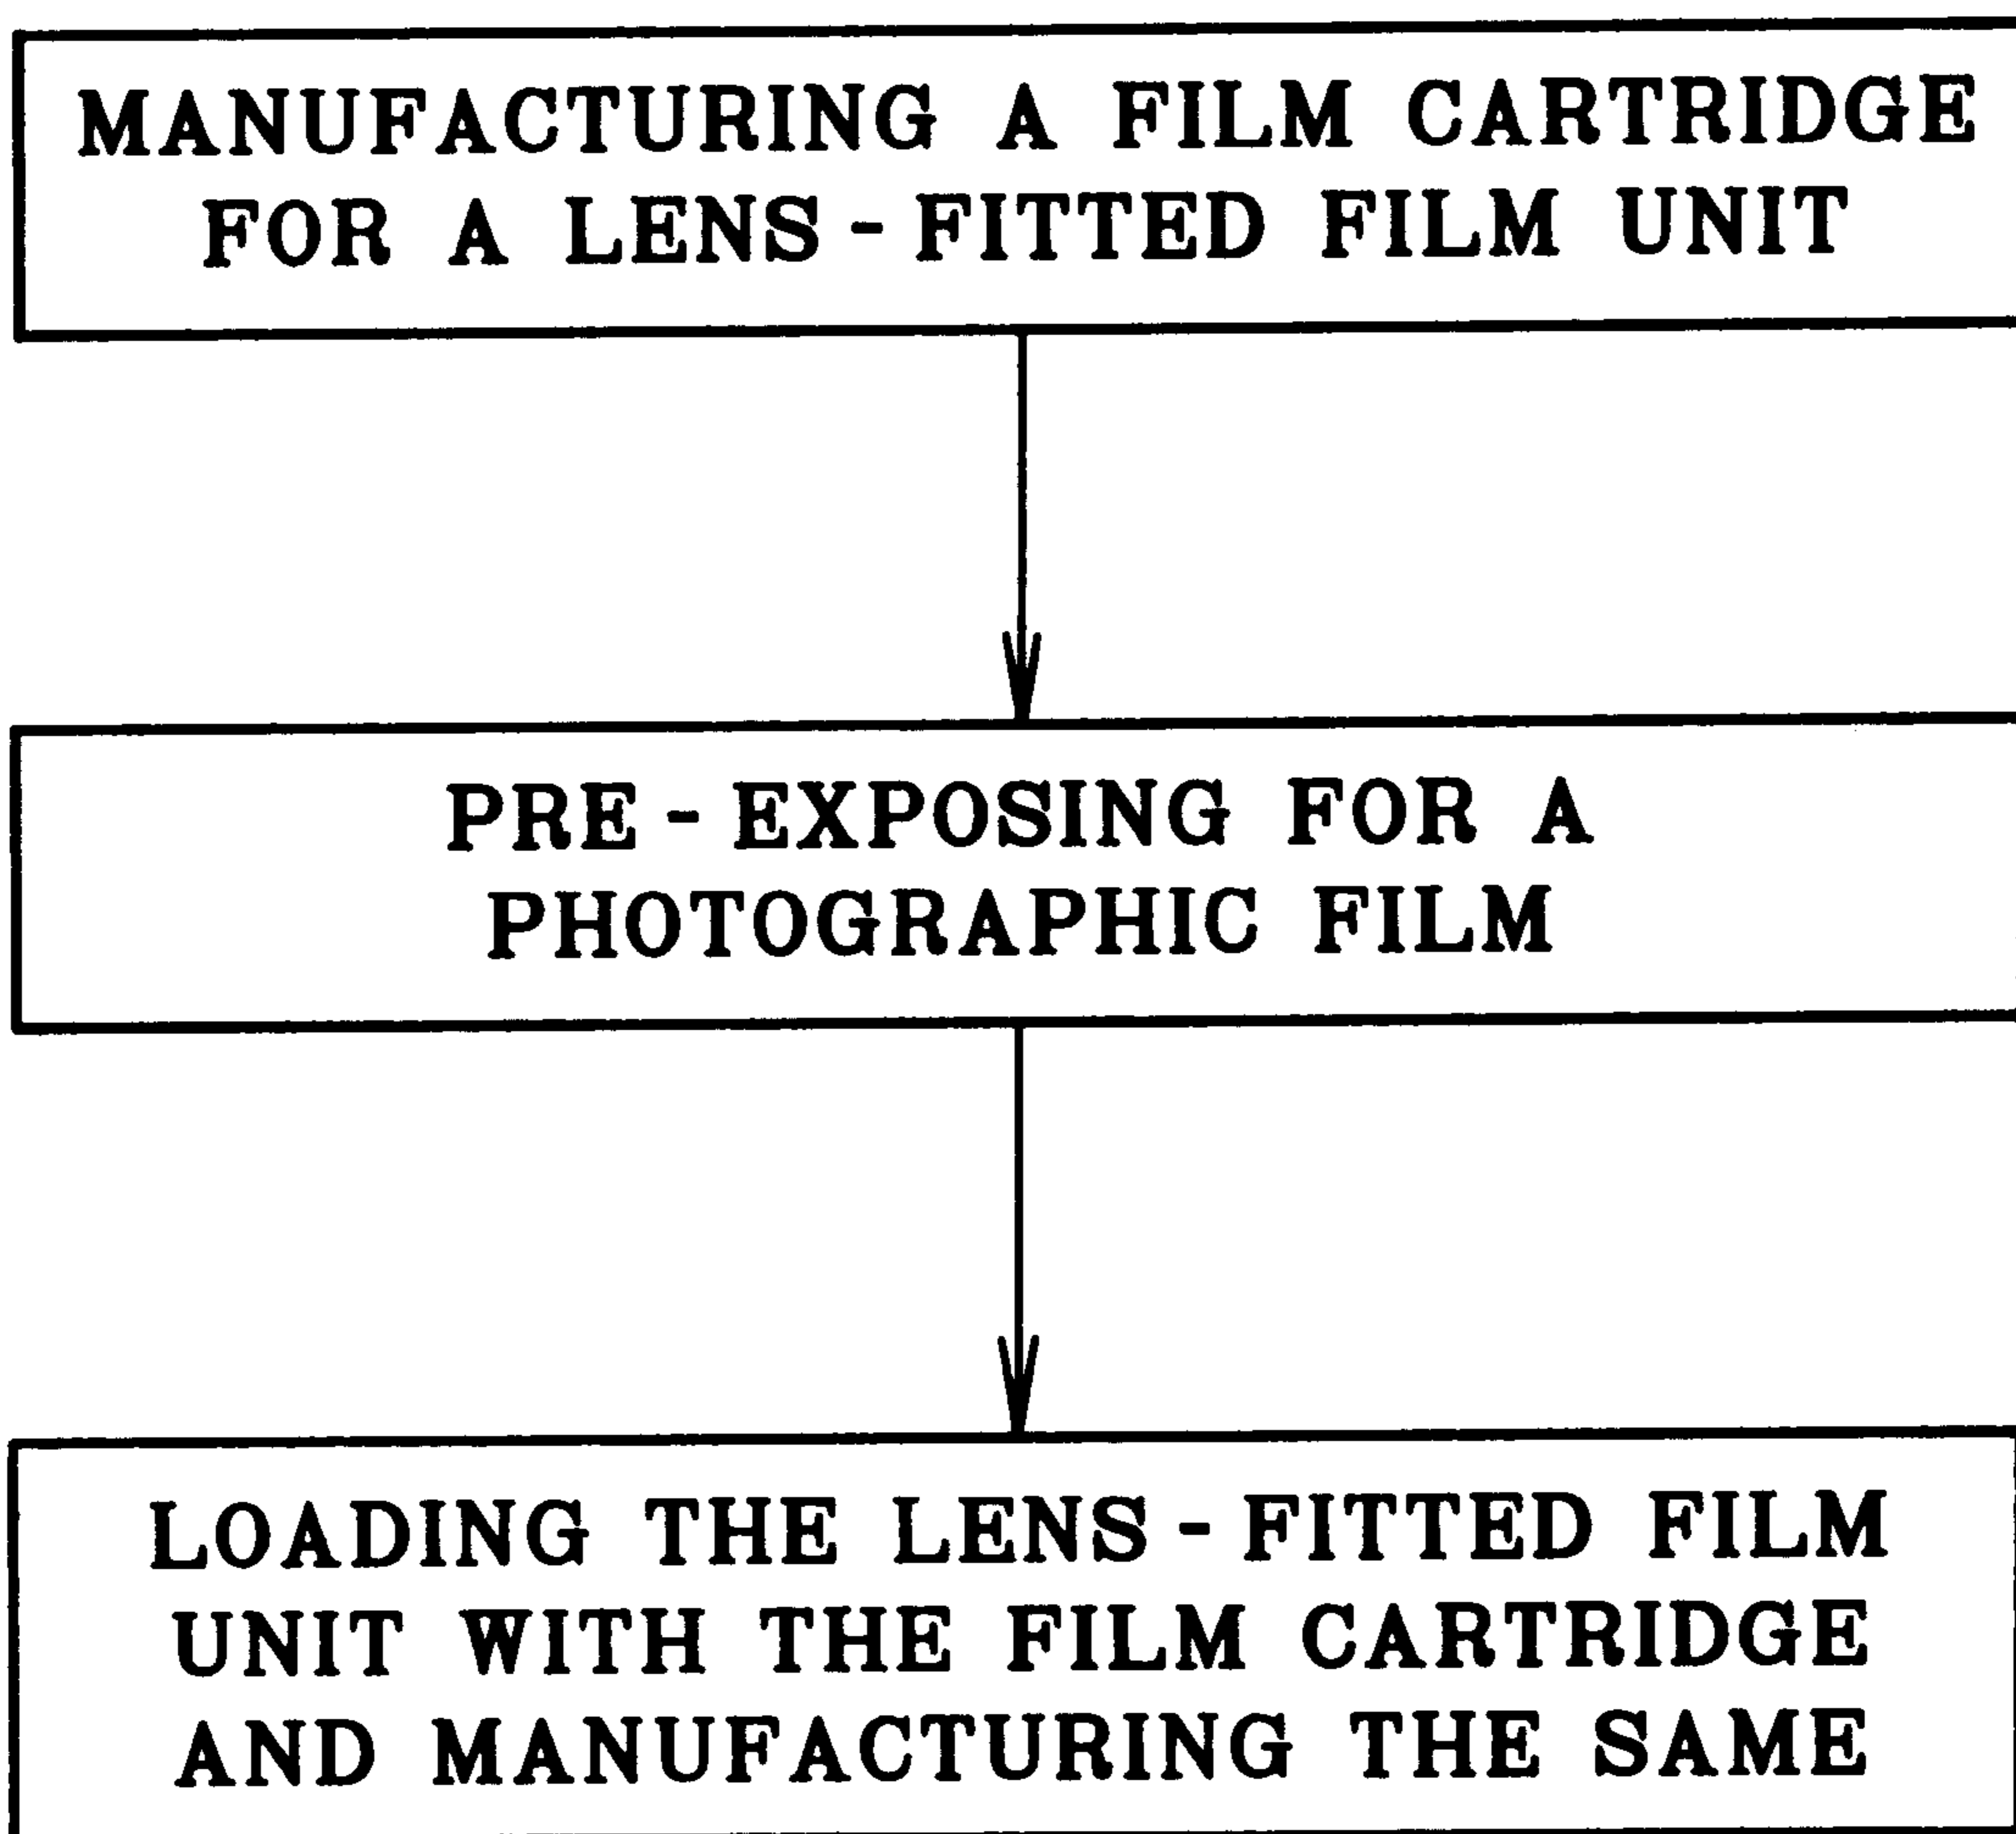 MANUFACTURING A FILM CARTRIDGE
FOR A LENS-FITTED FILM UNIT
PRE-EXPOSING FOR A
PHOTOGRAPHIC FILM
LOADING THE LENS-FITTED FILM
UNIT WITH THE FILM CARTRIDGE
AND MANUFACTURING THE SAME